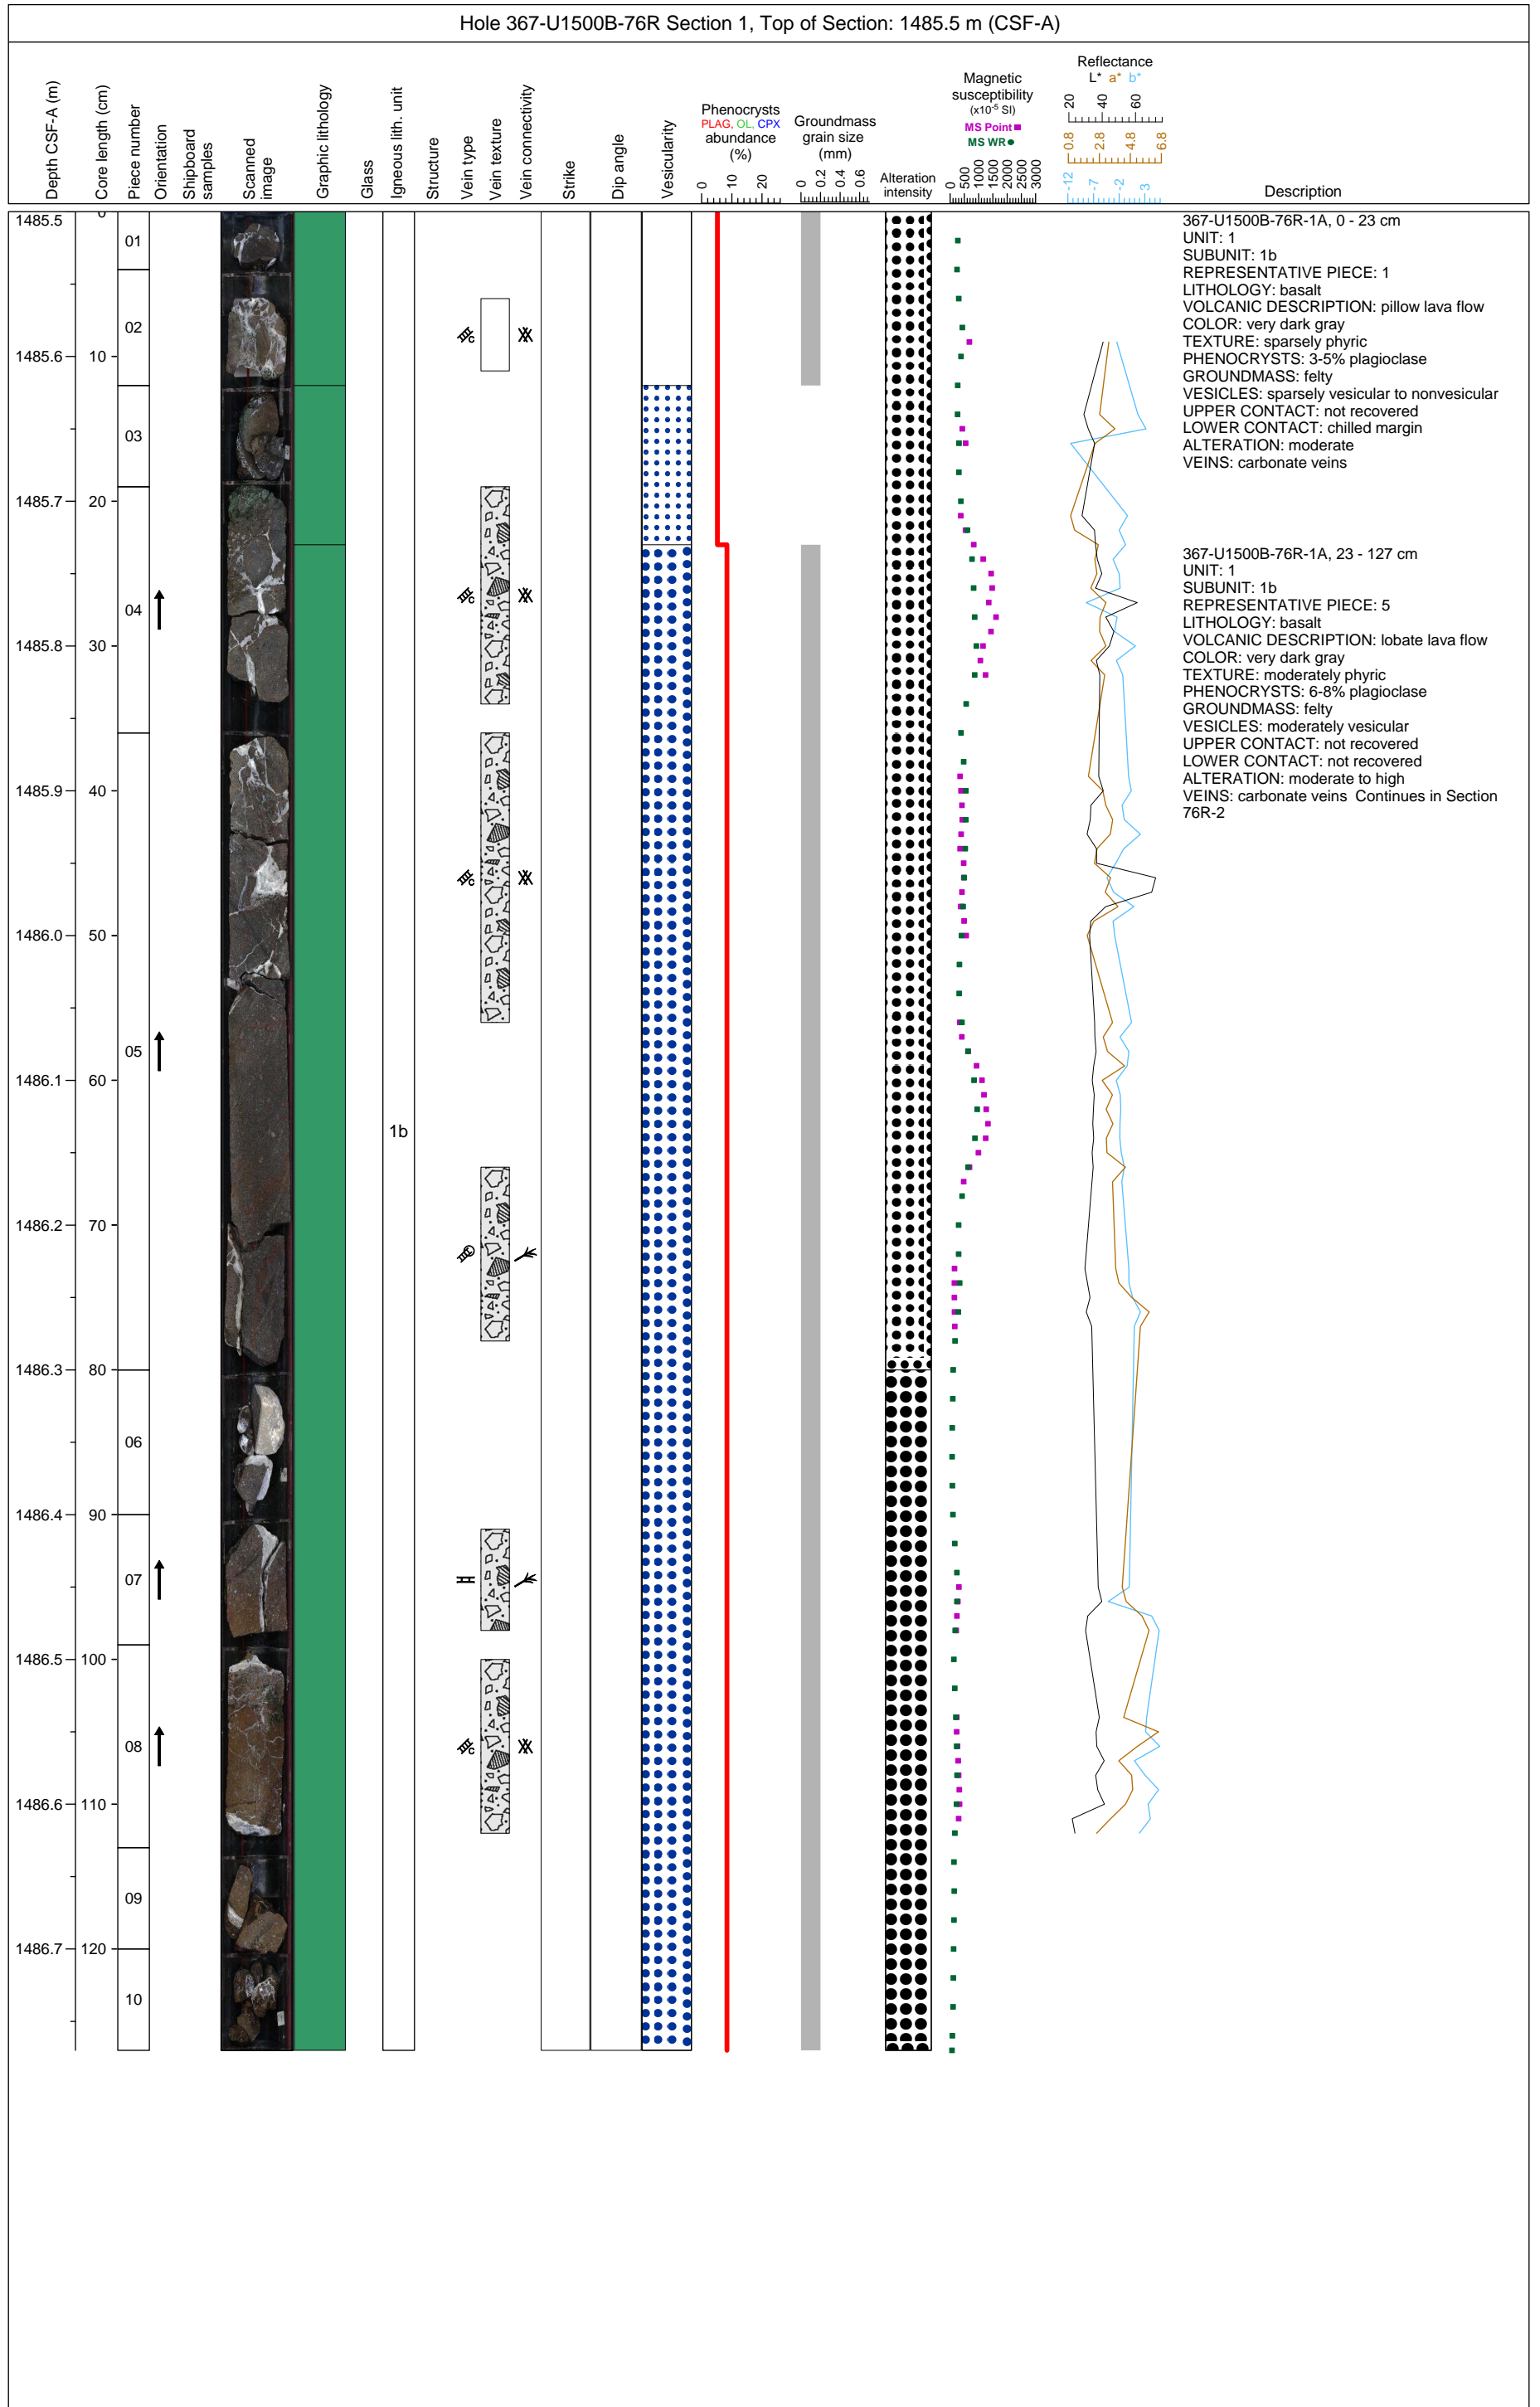 Hole 367-U1500B-76R Section 1, Top of Section: 1485.5 m (CSF-A)
Depth CSF-A (m)
Core length (cm)
Piece number
Orientation
Shipboard
samples
Scanned
image
Graphic lithology
Glass
Igneous lith. unit
Structure
Vein type
Vein texture
Vein connectivity
Strike
Dip angle
Vesicularity
Phenocrysts
PLAG, OL, CPX
abundance
(%)
0 10 20
Groundmass
grain size
(mm)
0 0.2 0.4 0.6
Alteration
intensity
Magnetic
susceptibility
(x10-5 SI)
MS Point
MS WR
0 500 1000 1500 2000 2500 3000
Reflectance
L* a* b*
20 40 60
0.8 2.8 4.8 6.8
-12 -7 -2 3
Description
1485.5
1485.6
1485.7
1485.8
1485.9
1486.0
1486.1
1486.2
1486.3
1486.4
1486.5
1486.6
1486.7
0
10
20
30
40
50
60
70
80
90
100
110
120
01
02
03
04
05
06
07
08
09
10
1b
367-U1500B-76R-1A, 0 - 23 cm
UNIT: 1
SUBUNIT: 1b
REPRESENTATIVE PIECE: 1
LITHOLOGY: basalt
VOLCANIC DESCRIPTION: pillow lava flow
COLOR: very dark gray
TEXTURE: sparsely phyric
PHENOCRYSTS: 3-5% plagioclase
GROUNDMASS: felty
VESICLES: sparsely vesicular to nonvesicular
UPPER CONTACT: not recovered
LOWER CONTACT: chilled margin
ALTERATION: moderate
VEINS: carbonate veins
367-U1500B-76R-1A, 23 - 127 cm
UNIT: 1
SUBUNIT: 1b
REPRESENTATIVE PIECE: 5
LITHOLOGY: basalt
VOLCANIC DESCRIPTION: lobate lava flow
COLOR: very dark gray
TEXTURE: moderately phyric
PHENOCRYSTS: 6-8% plagioclase
GROUNDMASS: felty
VESICLES: moderately vesicular
UPPER CONTACT: not recovered
LOWER CONTACT: not recovered
ALTERATION: moderate to high
VEINS: carbonate veins Continues in Section
76R-2